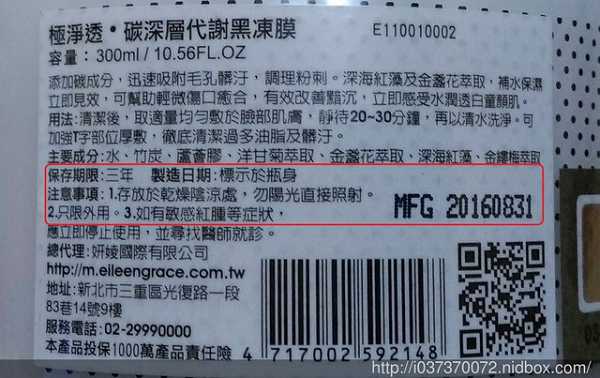 極淨透•碳深層代謝黑凍膜 E110010002
容量：300ml / 10.56FL.OZ
添加碳成分，迅速吸附毛孔髒汙，調理粉刺。深海紅藻及金盞花萃取，補水保濕
立即見效，可幫助輕微傷口癒合，有效改善黯沉，立即感受水潤透白童顏肌。
用法:清潔後，取適量均勻敷於臉部肌膚，靜待20~30分鐘，再以清水洗淨。可
加強T字部位厚敷，徹底清潔過多油脂及髒汙。
主要成分:水、竹炭、蘆薈膠、洋甘菊萃取、金盞花萃取、深海紅藻、金縷梅萃取
保存期限:三年 製造日期:標示於瓶身
注意事項:1.存放於乾燥陰涼處，勿陽光直接照射。
2.只限外用。3.如有敏感紅腫等症狀， MFG 20160831
應立即停止使用，並尋找醫師就診。
總代理:妍崚國際有限公司
http://m.eileengrace.com.tw
地址:新北市三重區光復路一段
83巷14號9樓
服務電話:02-29990000
本產品投保1000萬產品責任險
4 717002 592148
http://i037370072.nidbox.com